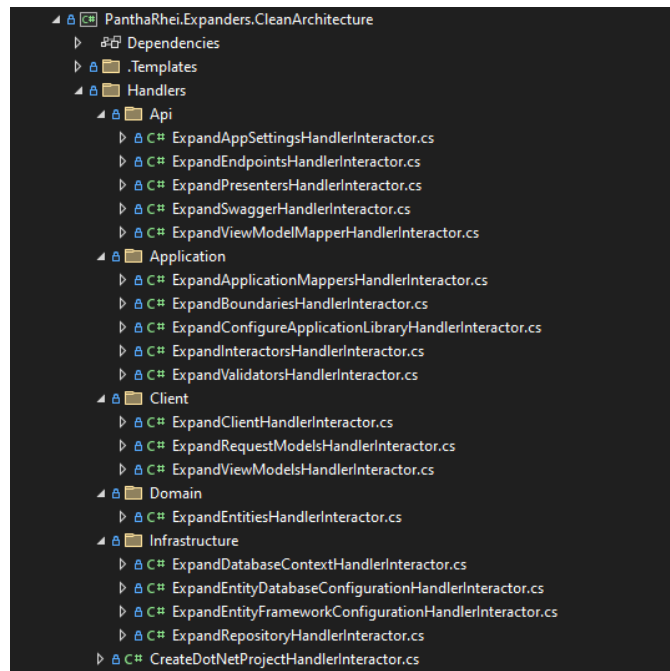 C# PanthaRhei.Expanders.CleanArchitecture
Dependencies
.Templates
Handlers
Api
C# ExpandAppSettingsHandlerInteractor.cs
C# ExpandEndpointsHandlerInteractor.cs
C# ExpandPresentersHandlerInteractor.cs
C# ExpandSwaggerHandlerInteractor.cs
C# ExpandViewModelMapperHandlerInteractor.cs
Application
C# ExpandApplicationMappersHandlerInteractor.cs
C# ExpandBoundariesHandlerInteractor.cs
C# ExpandConfigureApplicationLibraryHandlerInteractor.cs
C# ExpandInteractorsHandlerInteractor.cs
C# ExpandValidatorsHandlerInteractor.cs
Client
C# ExpandClientHandlerInteractor.cs
C# ExpandRequestModelsHandlerInteractor.cs
C# ExpandViewModelsHandlerInteractor.cs
Domain
C# ExpandEntitiesHandlerInteractor.cs
Infrastructure
C# ExpandDatabaseContextHandlerInteractor.cs
C# ExpandEntityDatabaseConfigurationHandlerInteractor.cs
C# ExpandEntityFrameworkConfigurationHandlerInteractor.cs
C# ExpandRepositoryHandlerInteractor.cs
C# CreateDotNetProjectHandlerInteractor.cs